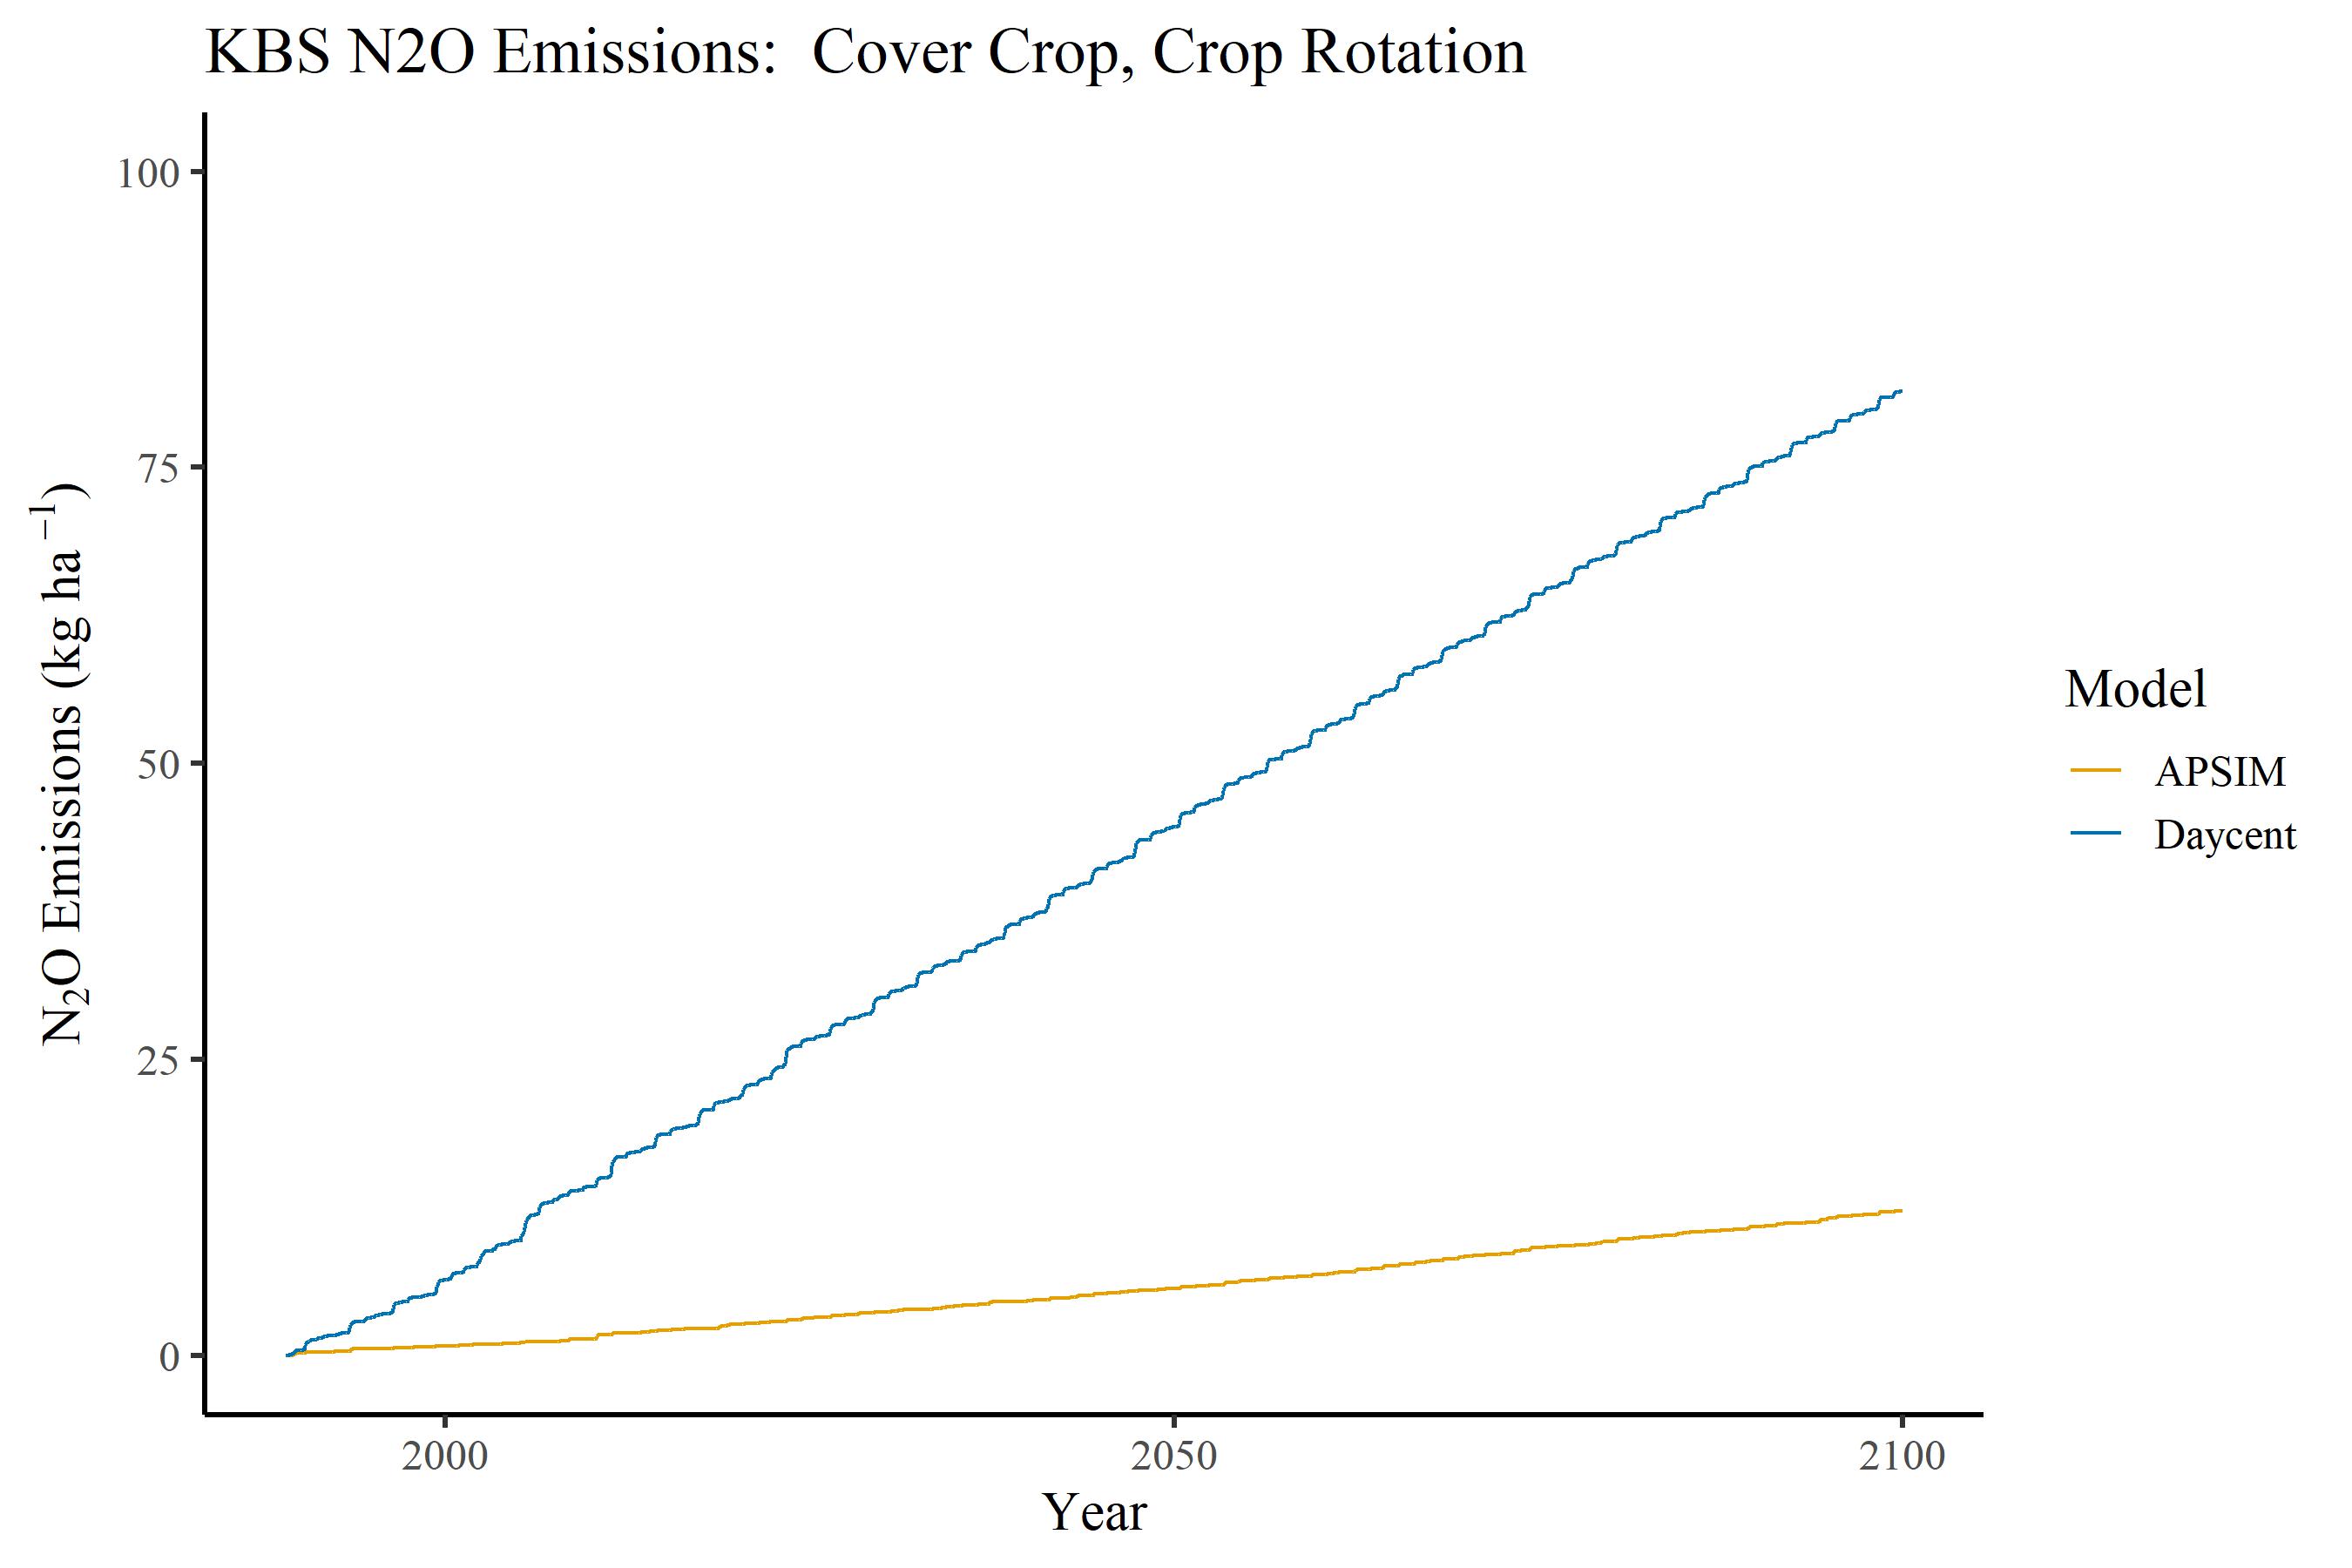 KBS N2O Emissions:  Cover Crop, Crop Rotation
N₂O Emissions (kg ha⁻¹)
100
75
50
25
0
2000
2050
2100
Year
Model
APSIM
Daycent